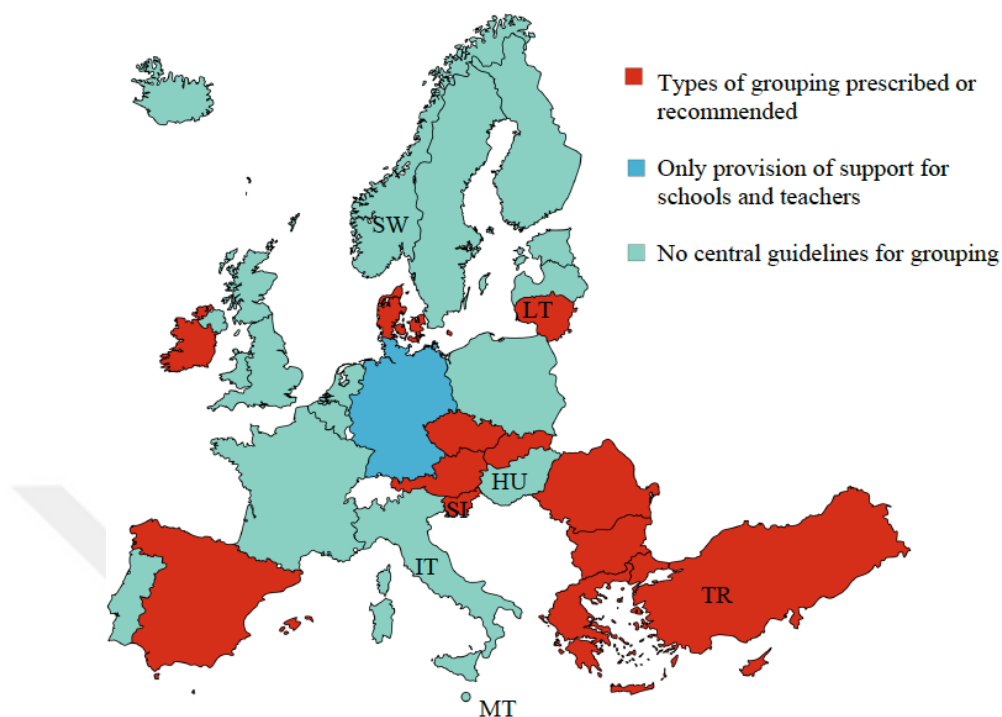 Types of grouping prescribed or
recommended
Only provision of support for
schools and teachers
No central guidelines for grouping
SW
LT
HU
SI
IT
TR
MT